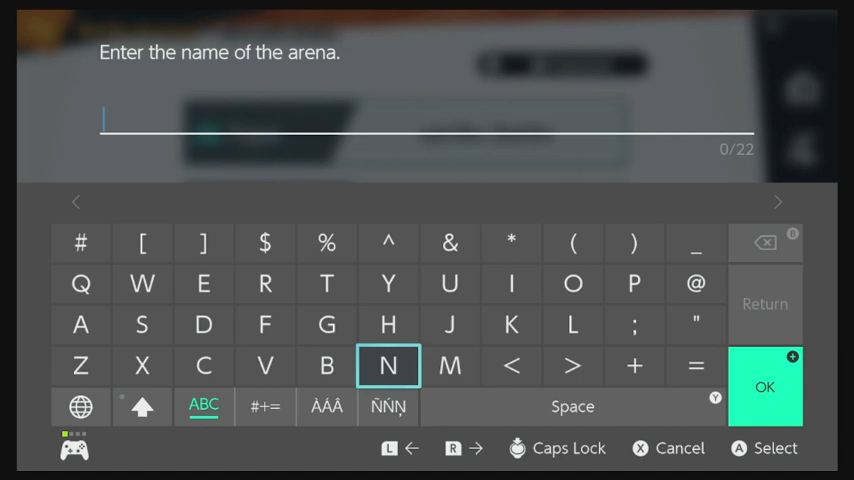 Enter the name of the arena.
0/22
< >
# [ ] $ % ^ & * ( ) _ B
Q W E R T Y U I O P @ Return
A S D F G H J K L ; "
Z X C V B N M < > + = OK +
ABC #+= ÀÁÂ ÑŃŅ Space Y
L ← R → Caps Lock X Cancel A Select